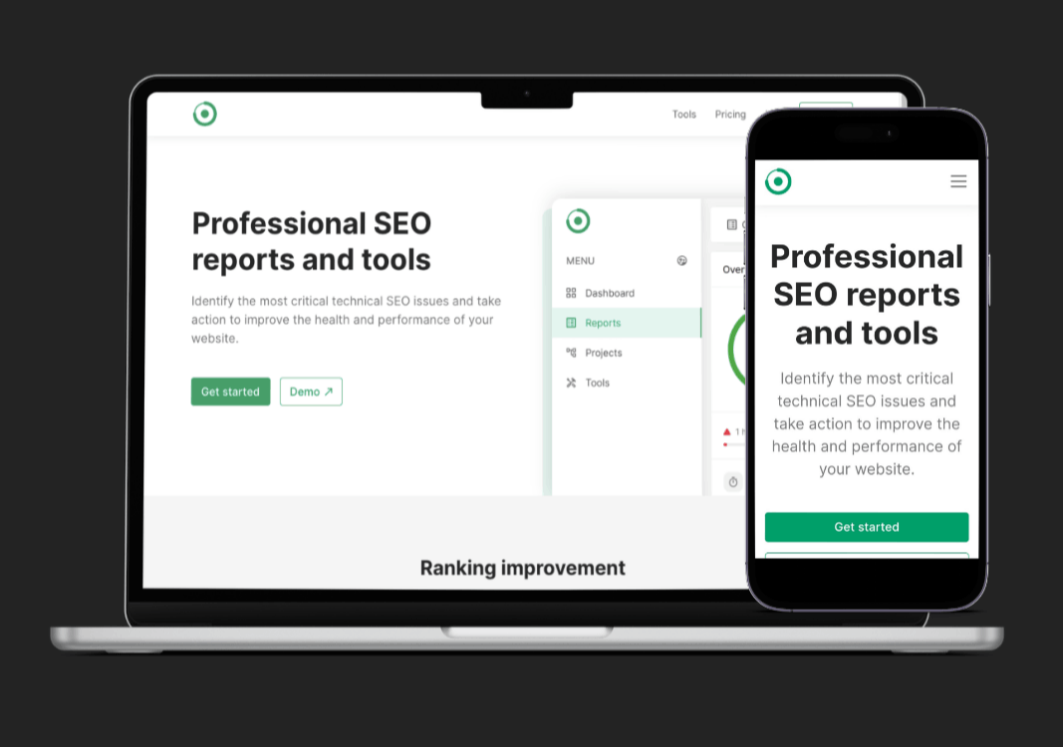 Tools Pricing
Professional SEO
reports and tools
Identify the most critical technical SEO issues and take
action to improve the health and performance of your
website.
Get started Demo
MENU
Dashboard
Reports
Projects
Tools
Ranking improvement
Professional
SEO reports
and tools
Identify the most critical
technical SEO issues and
take action to improve the
health and performance of
your website.
Get started